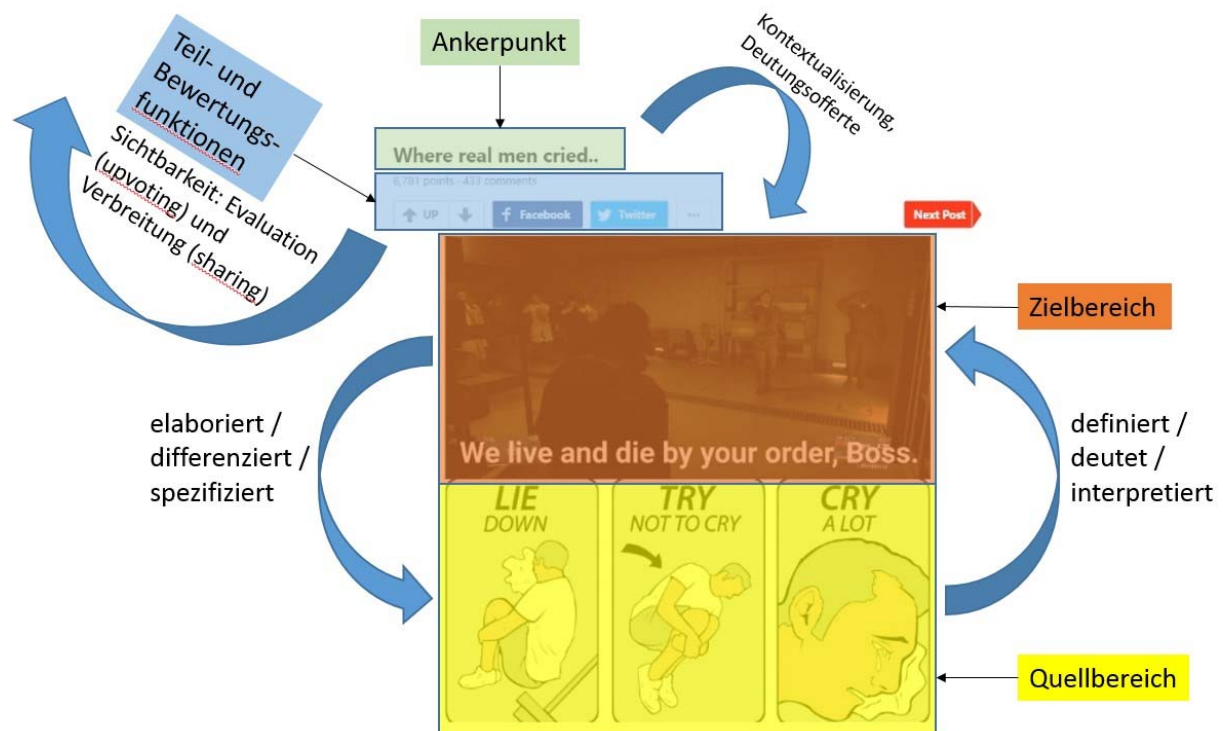 Ankerpunkt
Teil- und
Bewertungs-
funktionen
Sichtbarkeit: Evaluation
(upvoting) und
Verbreitung (sharing)
Kontextualisierung,
Deutungsofferte
Where real men cried..
6,781 points · 433 comments
UP
Facebook
Twitter
Next Post
Zielbereich
We live and die by your order, Boss.
elaboriert /
differenziert /
spezifiziert
definiert /
deutet /
interpretiert
LIE
DOWN
TRY
NOT TO CRY
CRY
A LOT
Quellbereich